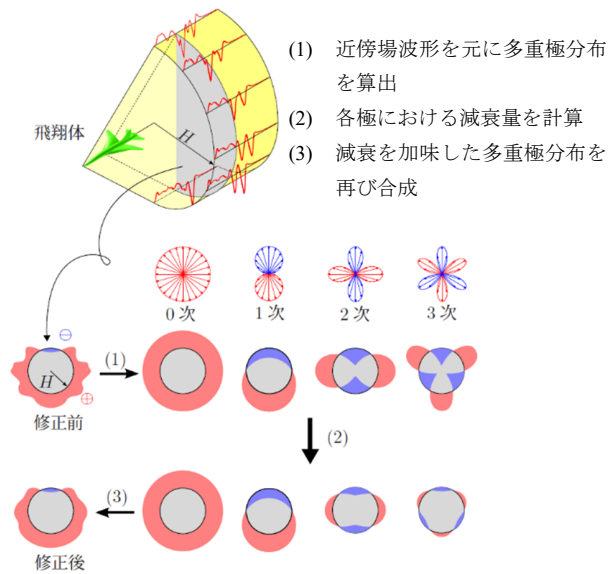 (1) 近傍場波形を元に多重極分布
を算出
(2) 各極における減衰量を計算
(3) 減衰を加味した多重極分布を
再び合成
飛翔体
H
0 次
1 次
2 次
3 次
⊖
H
⊕
(1)
修正前
(2)
(3)
修正後